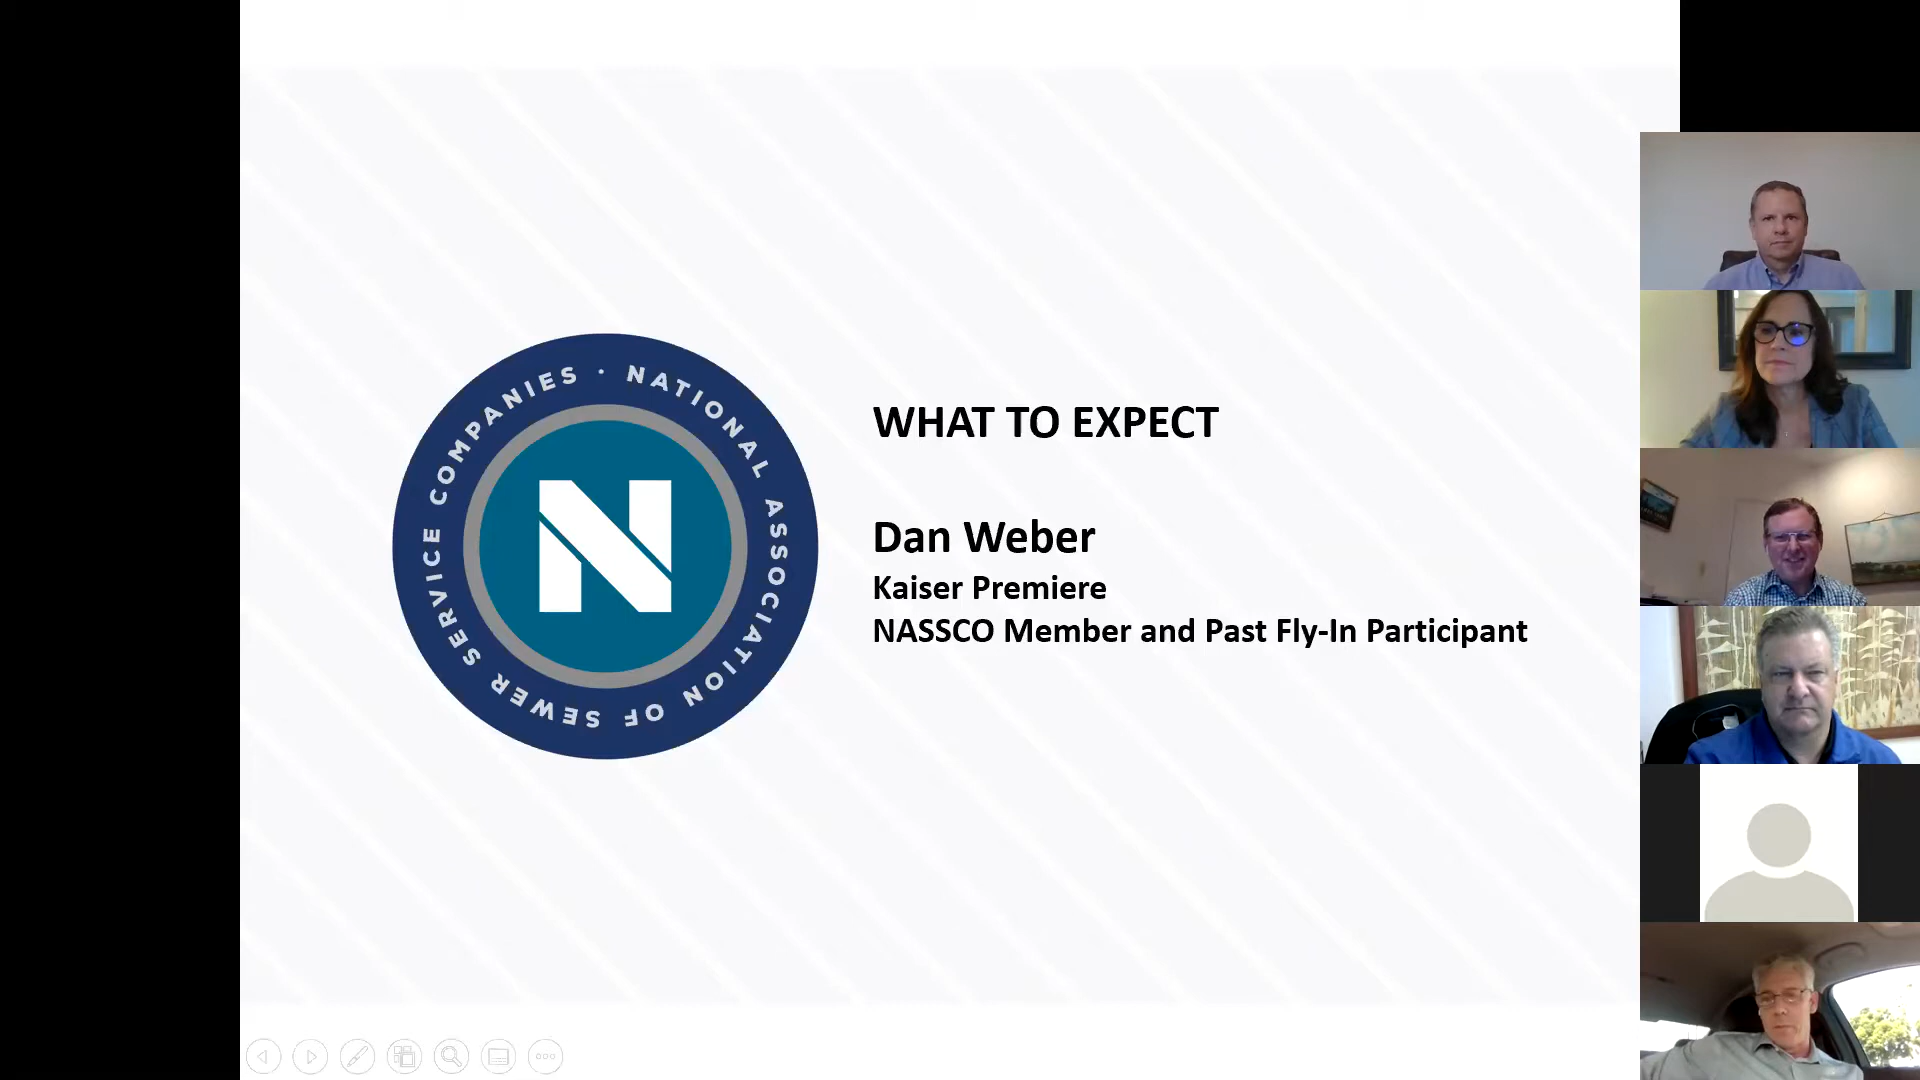 NATIONAL ASSOCIATION OF SEWER SERVICE COMPANIES ·
N
WHAT TO EXPECT
Dan Weber
Kaiser Premiere
NASSCO Member and Past Fly-In Participant